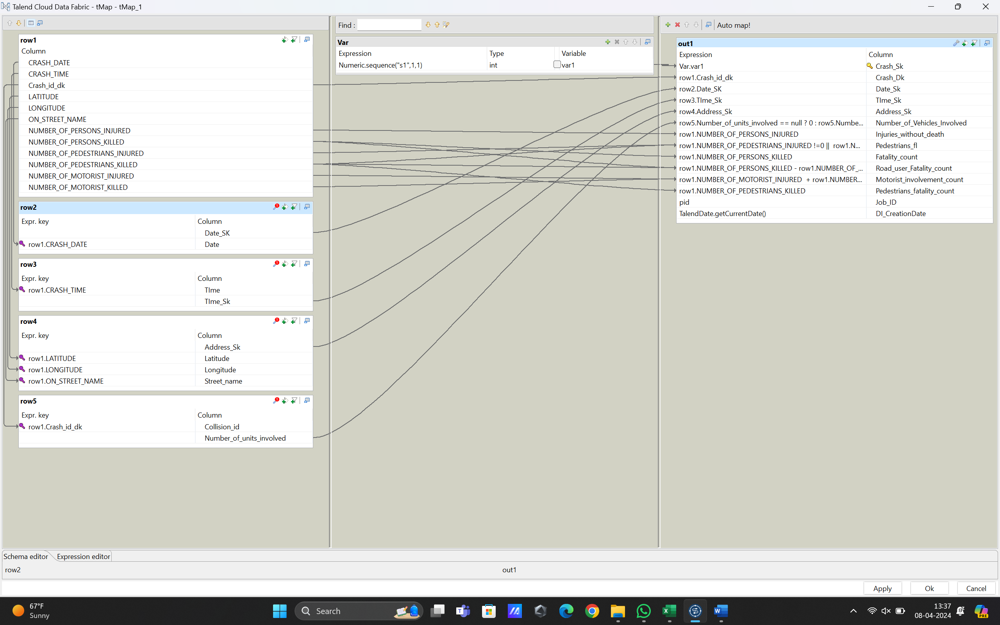 Talend Cloud Data Fabric - tMap - tMap_1
row1
Column
CRASH_DATE
CRASH_TIME
Crash_id_dk
LATITUDE
LONGITUDE
ON_STREET_NAME
NUMBER_OF_PERSONS_INJURED
NUMBER_OF_PERSONS_KILLED
NUMBER_OF_PEDESTRIANS_INJURED
NUMBER_OF_PEDESTRIANS_KILLED
NUMBER_OF_MOTORIST_INJURED
NUMBER_OF_MOTORIST_KILLED
row2
Expr. key Column
Date_SK
row1.CRASH_DATE Date
row3
Expr. key Column
row1.CRASH_TIME TIme
TIme_Sk
row4
Expr. key Column
Address_Sk
row1.LATITUDE Latitude
row1.LONGITUDE Longitude
row1.ON_STREET_NAME Street_name
row5
Expr. key Column
row1.Crash_id_dk Collision_id
Number_of_units_involved
Find :
Var
Expression Type Variable
Numeric.sequence("s1",1,1) int var1
Auto map!
out1
Expression Column
Var.var1 Crash_Sk
row1.Crash_id_dk Crash_Dk
row2.Date_SK Date_Sk
row3.TIme_Sk TIme_Sk
row4.Address_Sk Address_Sk
row5.Number_of_units_involved == null ? 0 : row5.Numbe... Number_of_Vehicles_Involved
row1.NUMBER_OF_PERSONS_INJURED Injuries_without_death
row1.NUMBER_OF_PEDESTRIANS_INJURED !=0 || row1.N... Pedestrians_fl
row1.NUMBER_OF_PERSONS_KILLED Fatality_count
row1.NUMBER_OF_PERSONS_KILLED - row1.NUMBER_OF_... Road_user_Fatality_count
row1.NUMBER_OF_MOTORIST_INJURED + row1.NUMBER... Motorist_involvement_count
row1.NUMBER_OF_PEDESTRIANS_KILLED Pedestrians_fatality_count
pid Job_ID
TalendDate.getCurrentDate() DI_CreationDate
Schema editor Expression editor
row2 out1
Apply Ok Cancel
67°F
Sunny
Search
13:37
08-04-2024
PRE